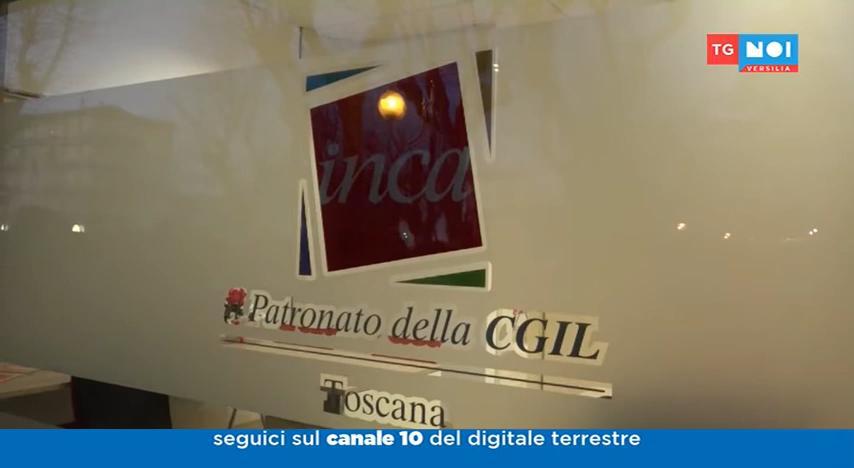 TG NOI
VERSILIA
inca
Patronato della CGIL
Toscana
seguici sul canale 10 del digitale terrestre